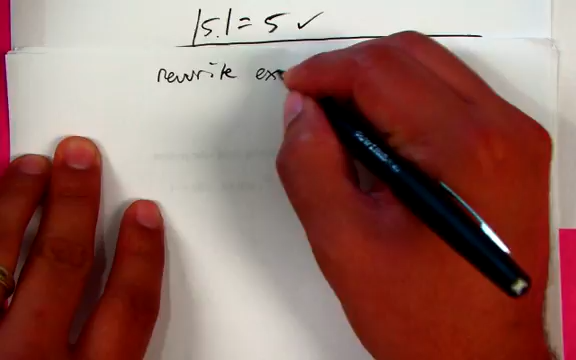 |5.| = 5 ✓
rewrite ex